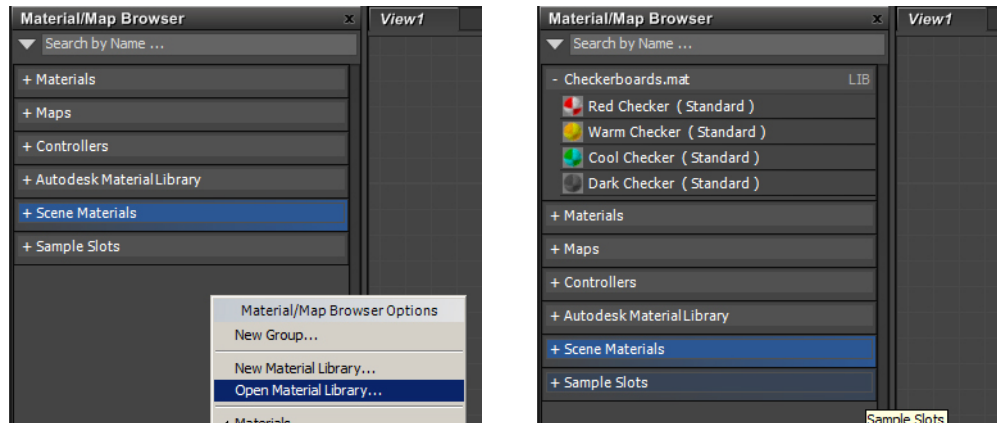 Material/Map Browser x View1
Search by Name ...
+ Materials
+ Maps
+ Controllers
+ Autodesk Material Library
+ Scene Materials
+ Sample Slots
Material/Map Browser Options
New Group...
New Material Library...
Open Material Library...
Materials
Material/Map Browser x View1
Search by Name ...
- Checkerboards.mat LIB
Red Checker ( Standard )
Warm Checker ( Standard )
Cool Checker ( Standard )
Dark Checker ( Standard )
+ Materials
+ Maps
+ Controllers
+ Autodesk Material Library
+ Scene Materials
+ Sample Slots
Sample Slots